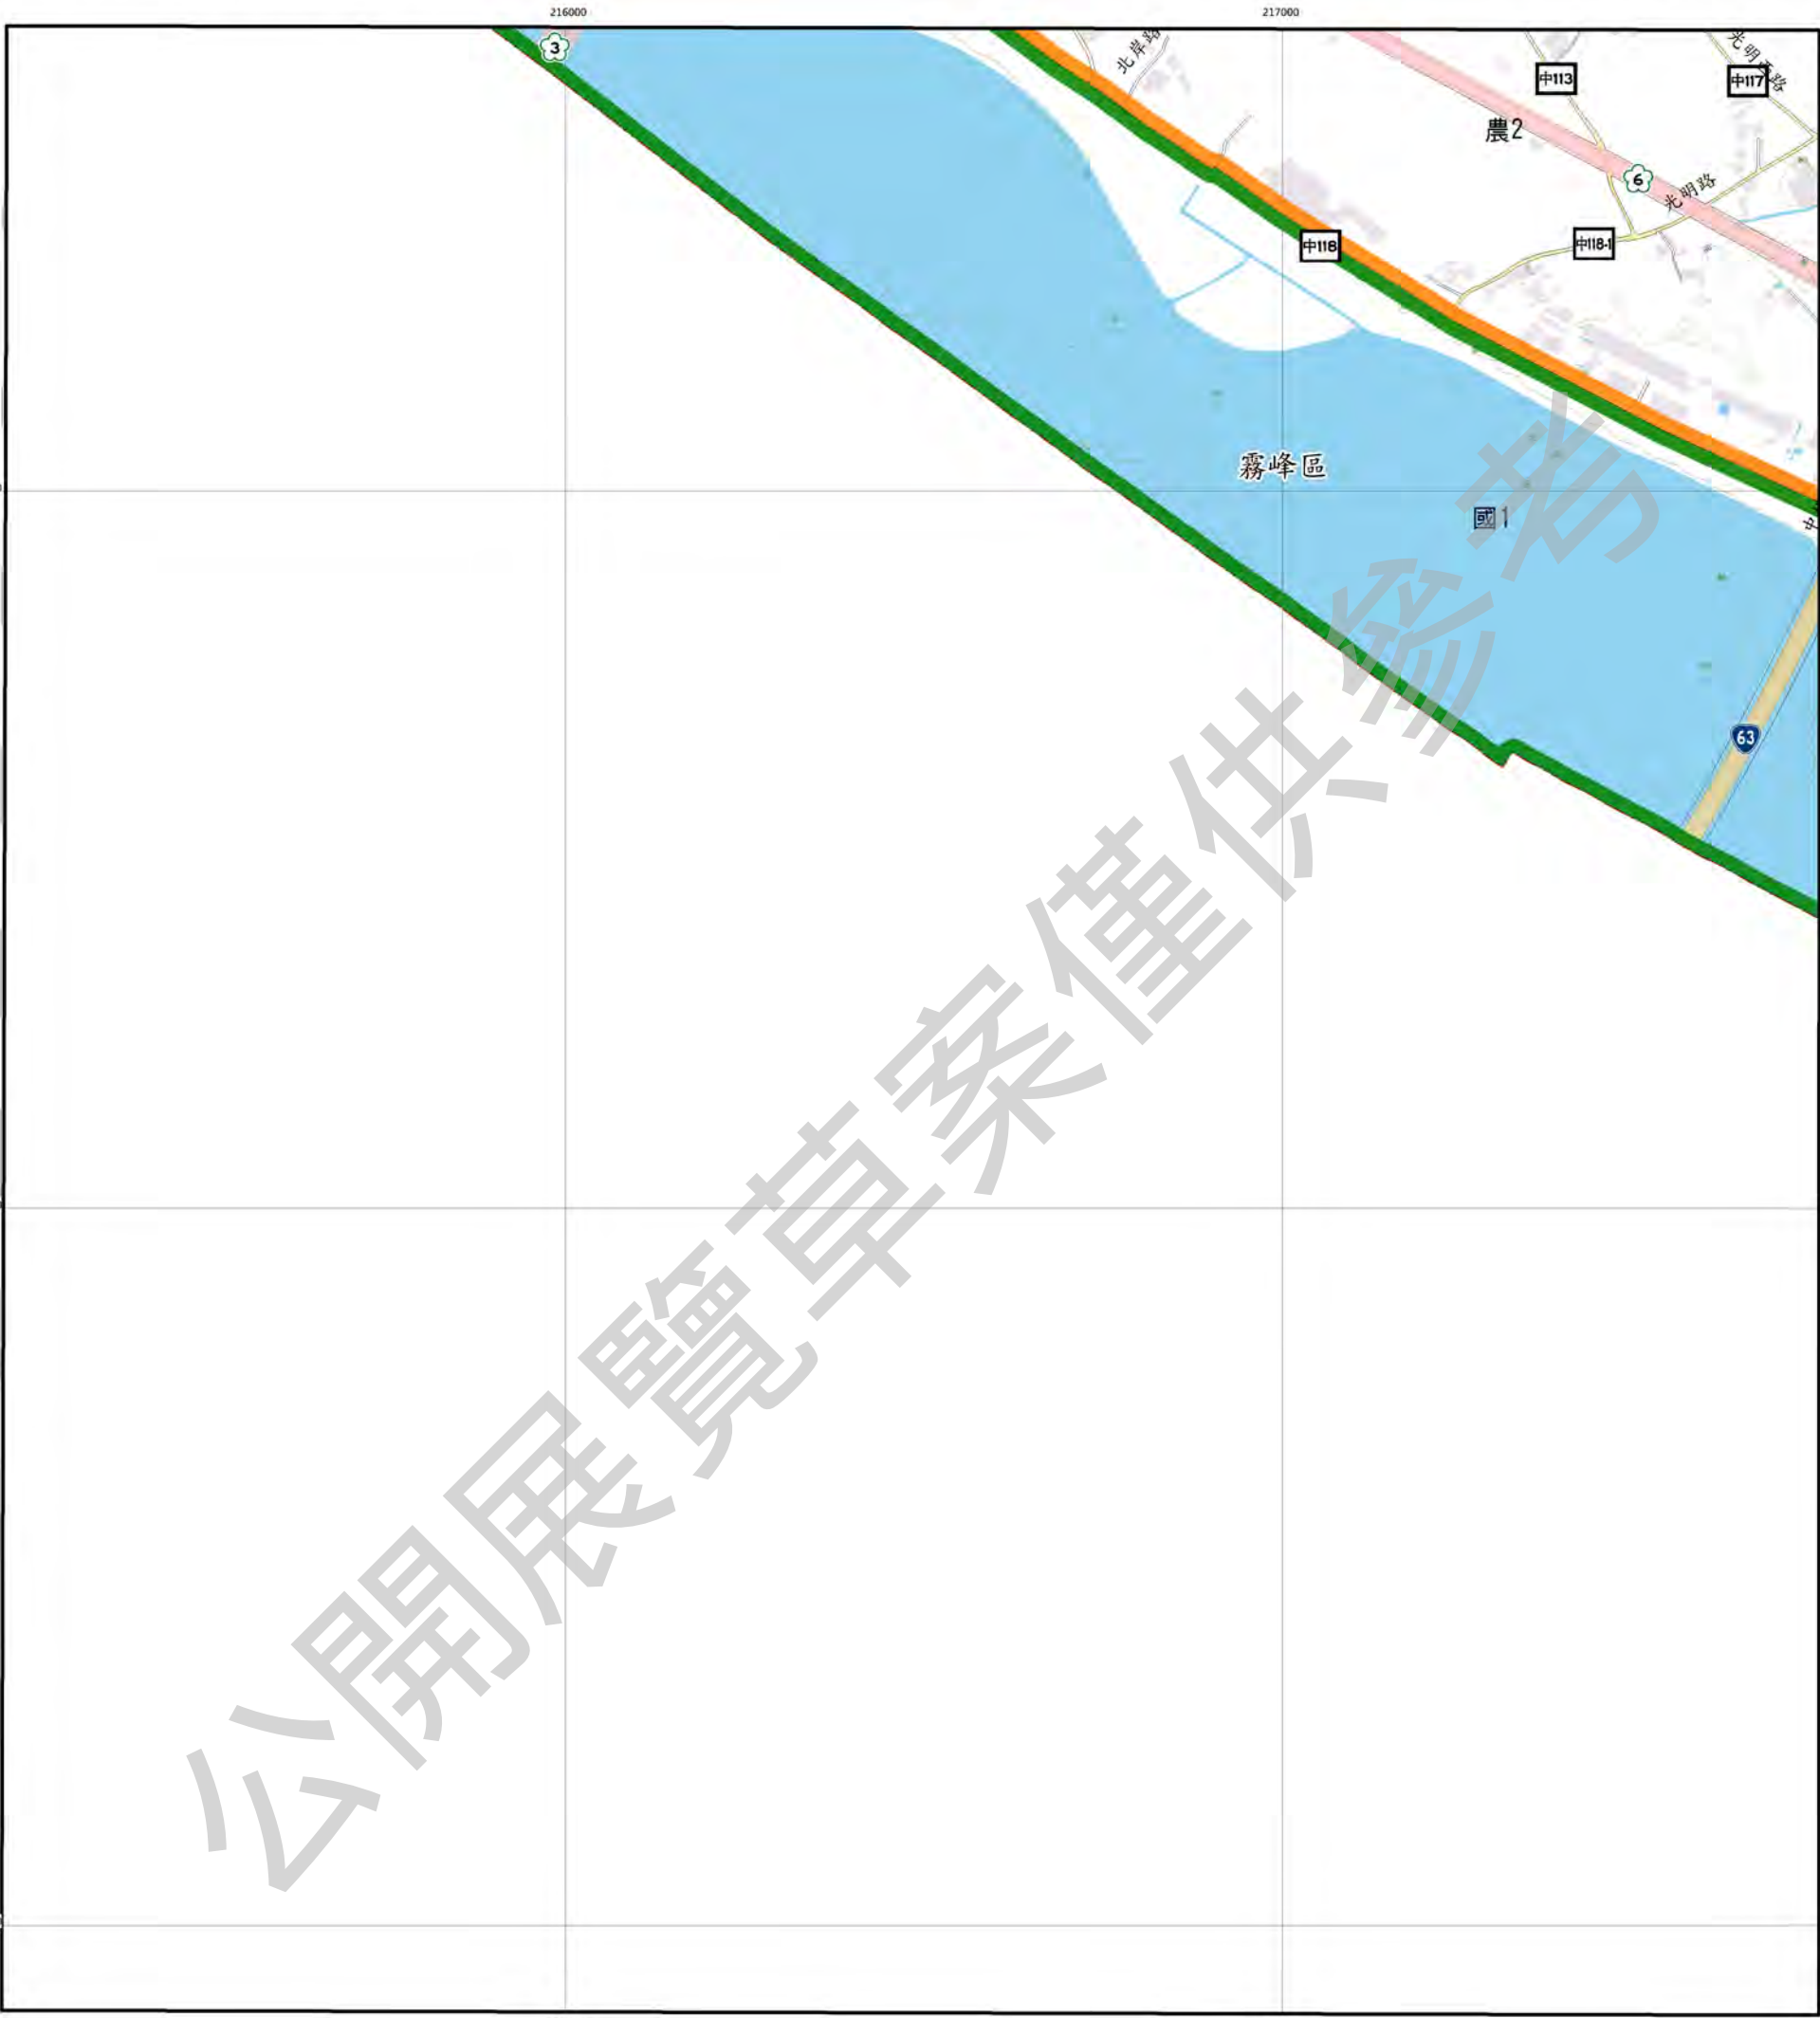 216000
217000
3
北岸路
中113
光明西路
中117
農2
6
光明路
中118
中118-1
霧峰區
國1
中
63
公開展覽草案僅供參考